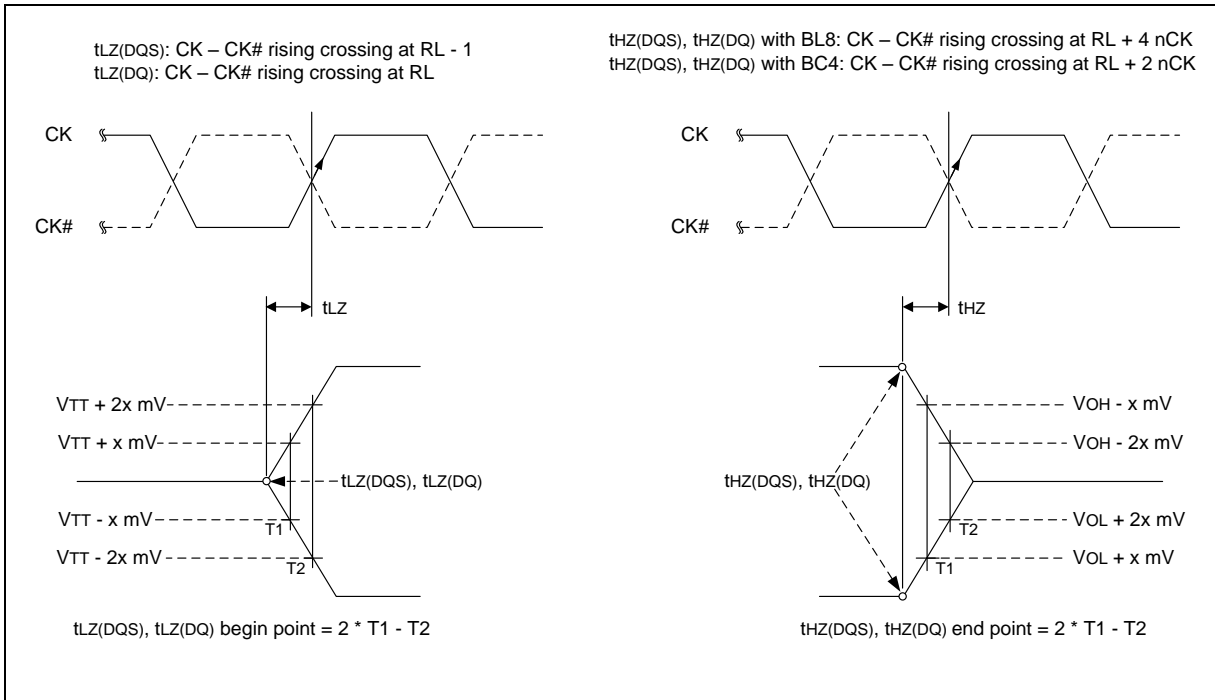 tLZ(DQS): CK – CK# rising crossing at RL - 1
tLZ(DQ): CK – CK# rising crossing at RL
tHZ(DQS), tHZ(DQ) with BL8: CK – CK# rising crossing at RL + 4 nCK
tHZ(DQS), tHZ(DQ) with BC4: CK – CK# rising crossing at RL + 2 nCK
CK
CK#
CK
CK#
tLZ
tHZ
VTT + 2x mV
VTT + x mV
tLZ(DQS), tLZ(DQ)
VTT - x mV
T1
VTT - 2x mV
T2
VOH - x mV
VOH - 2x mV
tHZ(DQS), tHZ(DQ)
VOL + 2x mV
T2
VOL + x mV
T1
tLZ(DQS), tLZ(DQ) begin point = 2 * T1 - T2
tHZ(DQS), tHZ(DQ) end point = 2 * T1 - T2